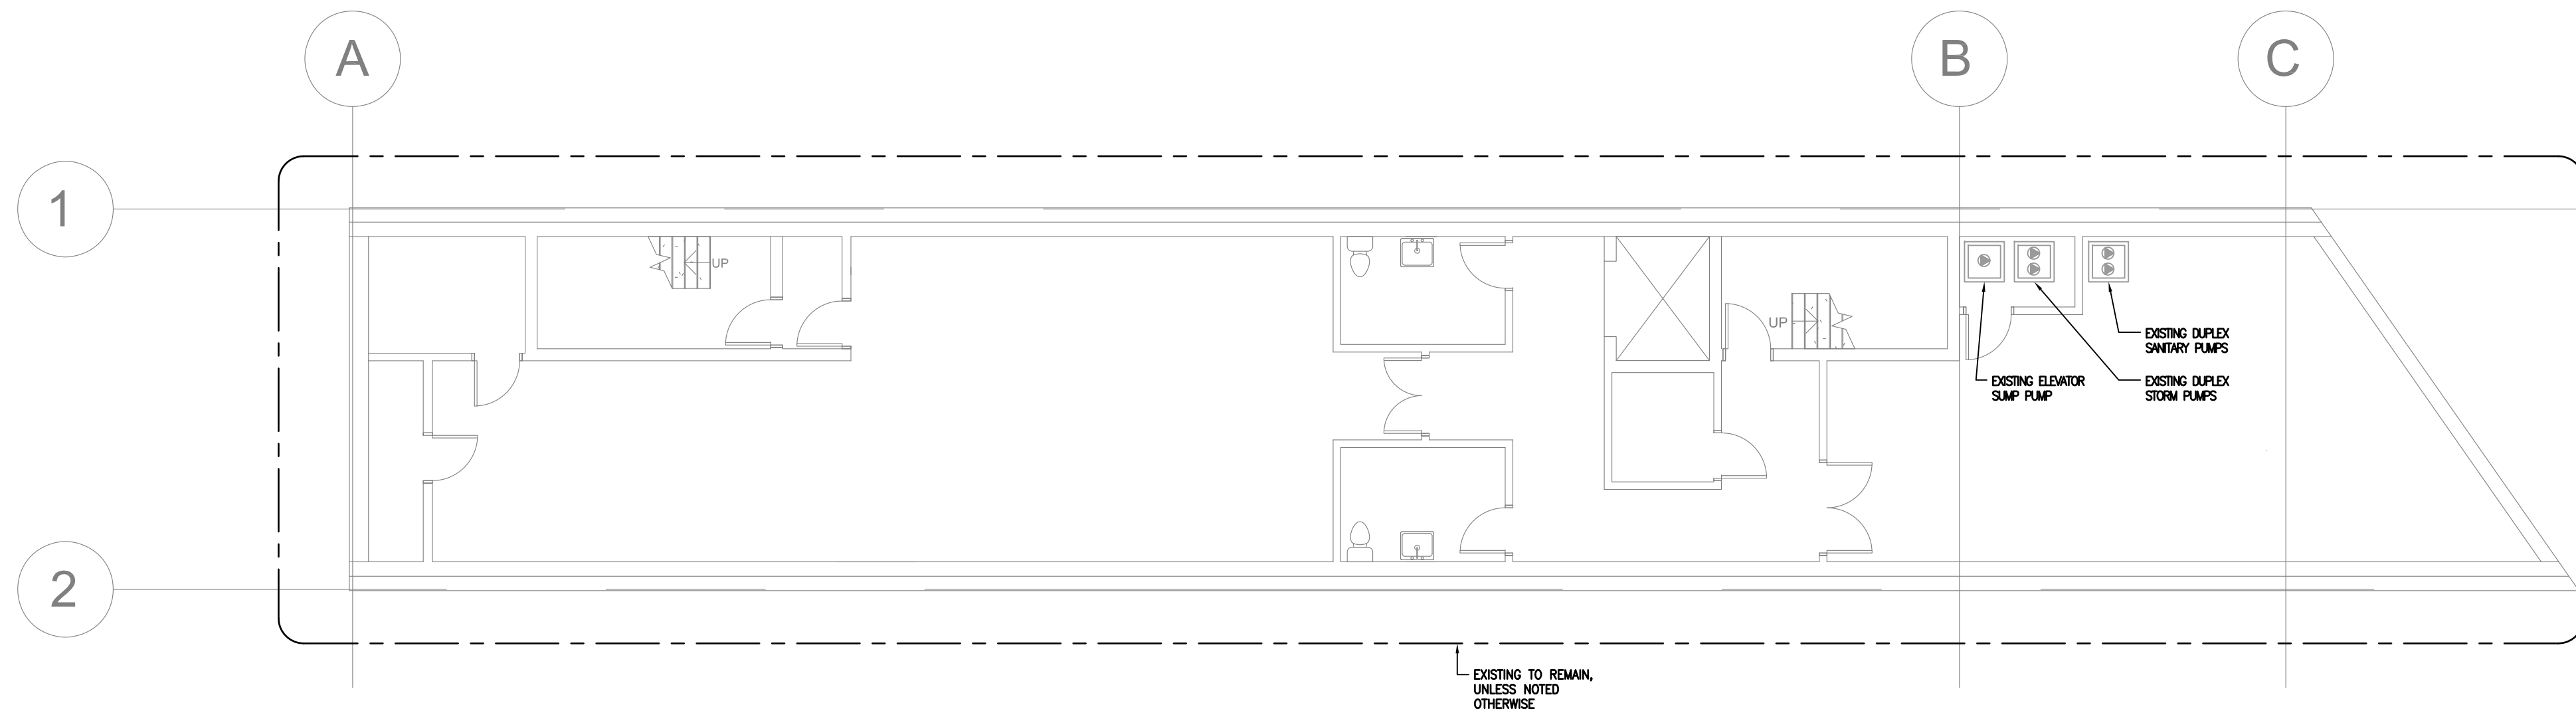 A
B
C
1
2
UP
UP
EXISTING DUPLEX
SANITARY PUMPS
EXISTING ELEVATOR
SUMP PUMP
EXISTING DUPLEX
STORM PUMPS
EXISTING TO REMAIN,
UNLESS NOTED
OTHERWISE